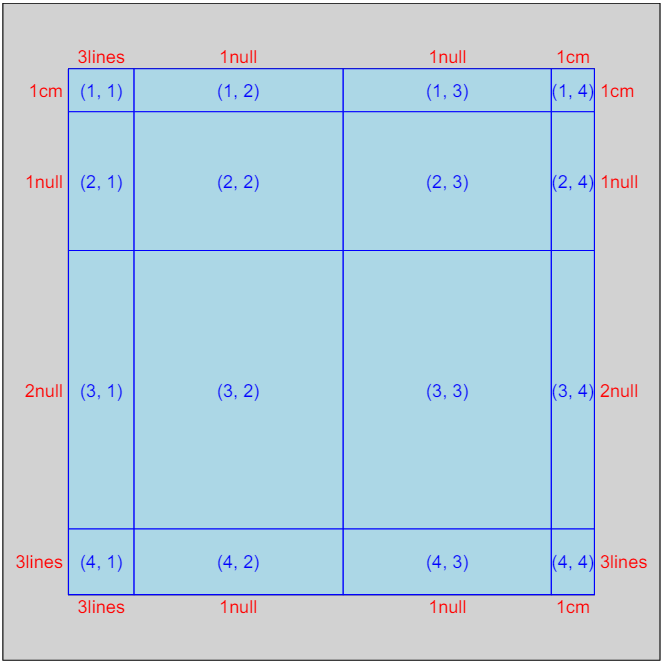 3lines 1null 1null 1cm
1cm (1, 1) (1, 2) (1, 3) (1, 4) 1cm
1null (2, 1) (2, 2) (2, 3) (2, 4) 1null
2null (3, 1) (3, 2) (3, 3) (3, 4) 2null
3lines (4, 1) (4, 2) (4, 3) (4, 4) 3lines
3lines 1null 1null 1cm